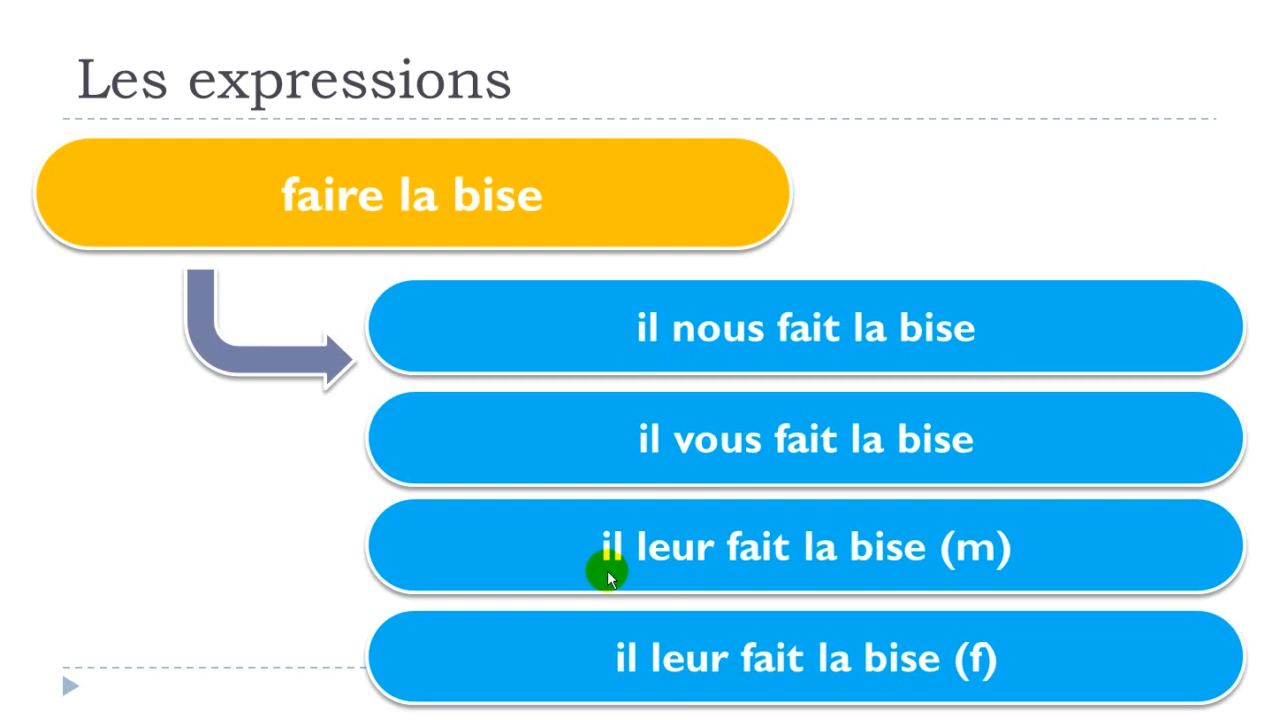 Les expressions
faire la bise
il nous fait la bise
il vous fait la bise
il leur fait la bise (m)
il leur fait la bise (f)